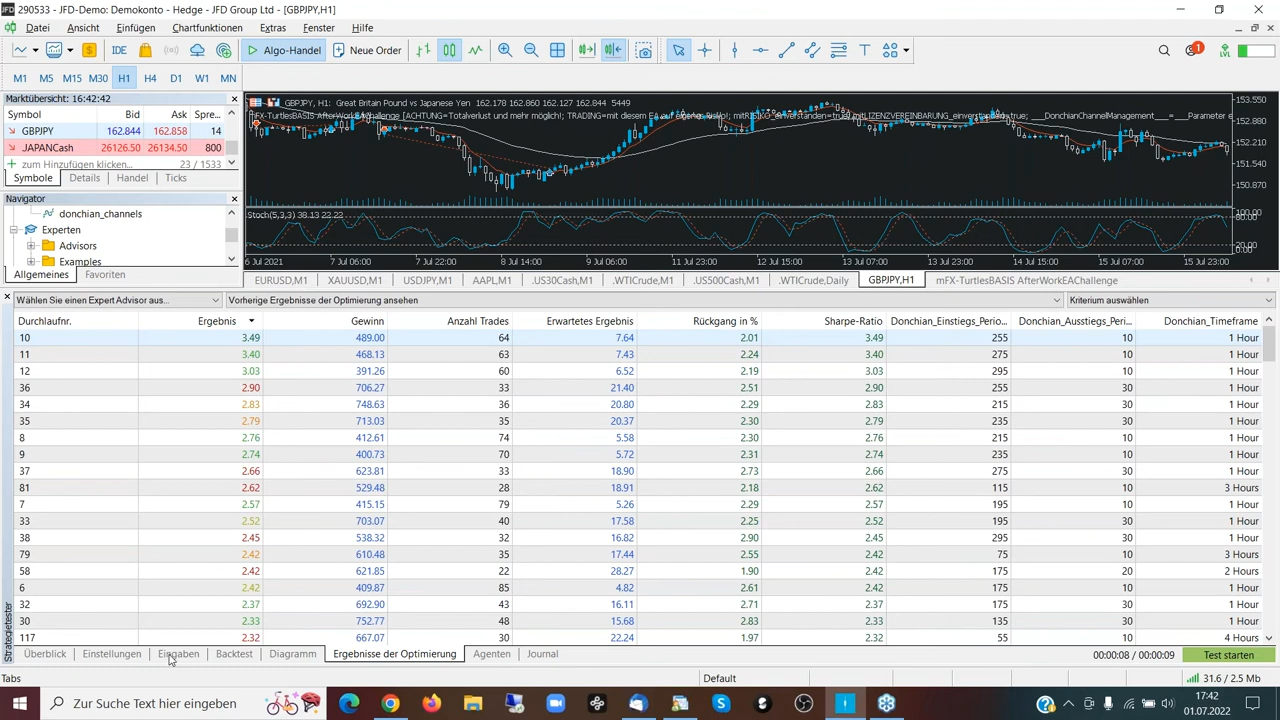 290533 - JFD-Demo: Demokonto - Hedge - JFD Group Ltd - [GBPJPY,H1]
Datei Ansicht Einfügen Chartfunktionen Extras Fenster Hilfe
IDE Algo-Handel Neue Order LVL 1
M1 M5 M15 M30 H1 H4 D1 W1 MN
Marktübersicht: 16:42:42
Symbol Bid Ask Spre...
GBPJPY 162.844 162.858 14
JAPANCash 26126.50 26134.50 800
zum Hinzufügen klicken... 23 / 1533
Symbole Details Handel Ticks
Navigator
donchian_channels
Experten
Advisors
Examples
Allgemeines Favoriten
GBPJPY, H1: Great Britain Pound vs Japanese Yen 162.178 162.860 162.127 162.844 5449
153.550
152.880
152.210
151.540
150.870
Stoch(5,3,3) 38.13 22.22
100.00
20.00
6 Jul 2021 7 Jul 06:00 7 Jul 22:00 8 Jul 14:00 9 Jul 06:00 11 Jul 23:00 12 Jul 15:00 13 Jul 07:00 13 Jul 23:00 14 Jul 15:00 15 Jul 07:00 15 Jul 23:00
EURUSD,M1 XAUUSD,M1 USDJPY,M1 AAPL,M1 .US30Cash,M1 .WTICrude,M1 .US500Cash,M1 .WTICrude,Daily GBPJPY,H1 mFX-TurtlesBASIS AfterWorkEAChallenge
Wählen Sie einen Expert Advisor aus... Vorherige Ergebnisse der Optimierung ansehen Kriterium auswählen
Durchlaufnr. Ergebnis Gewinn Anzahl Trades Erwartetes Ergebnis Rückgang in % Sharpe-Ratio Donchian_Einstiegs_Perio... Donchian_Ausstiegs_Peri... Donchian_Timeframe
10 3.49 489.00 64 7.64 2.01 3.49 255 10 1 Hour
11 3.40 468.13 63 7.43 2.24 3.40 275 10 1 Hour
12 3.03 391.26 60 6.52 2.19 3.03 295 10 1 Hour
36 2.90 706.27 33 21.40 2.51 2.90 255 30 1 Hour
34 2.83 748.63 36 20.80 2.29 2.83 215 30 1 Hour
35 2.79 713.03 35 20.37 2.30 2.79 235 30 1 Hour
8 2.76 412.61 74 5.58 2.30 2.76 215 10 1 Hour
9 2.74 400.73 70 5.72 2.31 2.74 235 10 1 Hour
37 2.66 623.81 33 18.90 2.73 2.66 275 30 1 Hour
81 2.62 529.48 28 18.91 2.18 2.62 115 10 3 Hours
7 2.57 415.15 79 5.26 2.29 2.57 195 10 1 Hour
33 2.52 703.07 40 17.58 2.25 2.52 195 30 1 Hour
38 2.45 538.32 32 16.82 2.90 2.45 295 30 1 Hour
79 2.42 610.48 35 17.44 2.55 2.42 75 10 3 Hours
58 2.42 621.85 22 28.27 1.90 2.42 175 20 2 Hours
6 2.42 409.87 85 4.82 2.61 2.42 175 10 1 Hour
32 2.37 692.90 43 16.11 2.71 2.37 175 30 1 Hour
30 2.33 752.77 48 15.68 2.83 2.33 135 30 1 Hour
117 2.32 667.07 30 22.24 1.97 2.32 55 10 4 Hours
Strategietester
Überblick Einstellungen Eingaben Backtest Diagramm Ergebnisse der Optimierung Agenten Journal 00:00:08 / 00:00:09 Test starten
Tabs Default 31.6 / 2.5 Mb
Zur Suche Text hier eingeben
17:42
01.07.2022